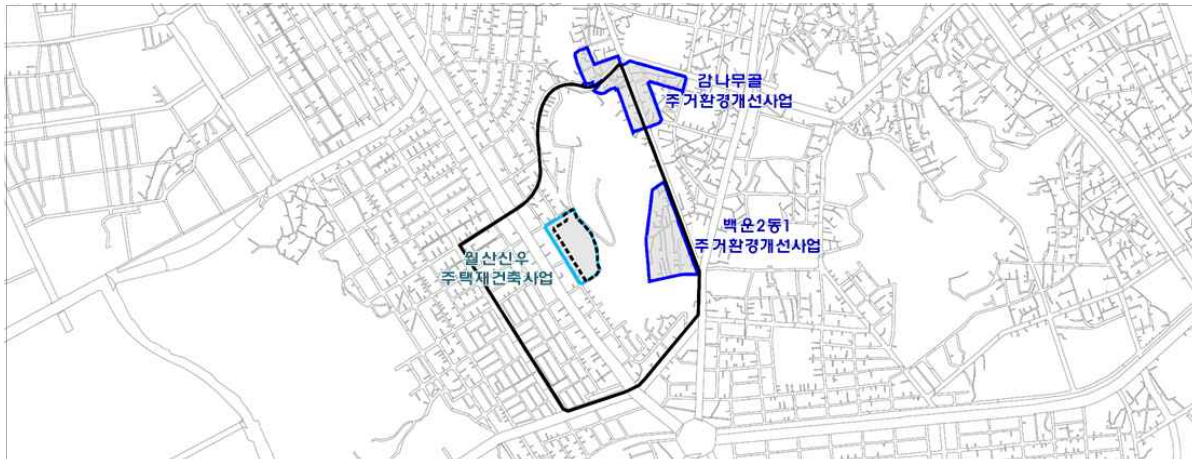 감나무골
주거환경개선사업
백운2동1
주거환경개선사업
월산신우
주택재건축사업